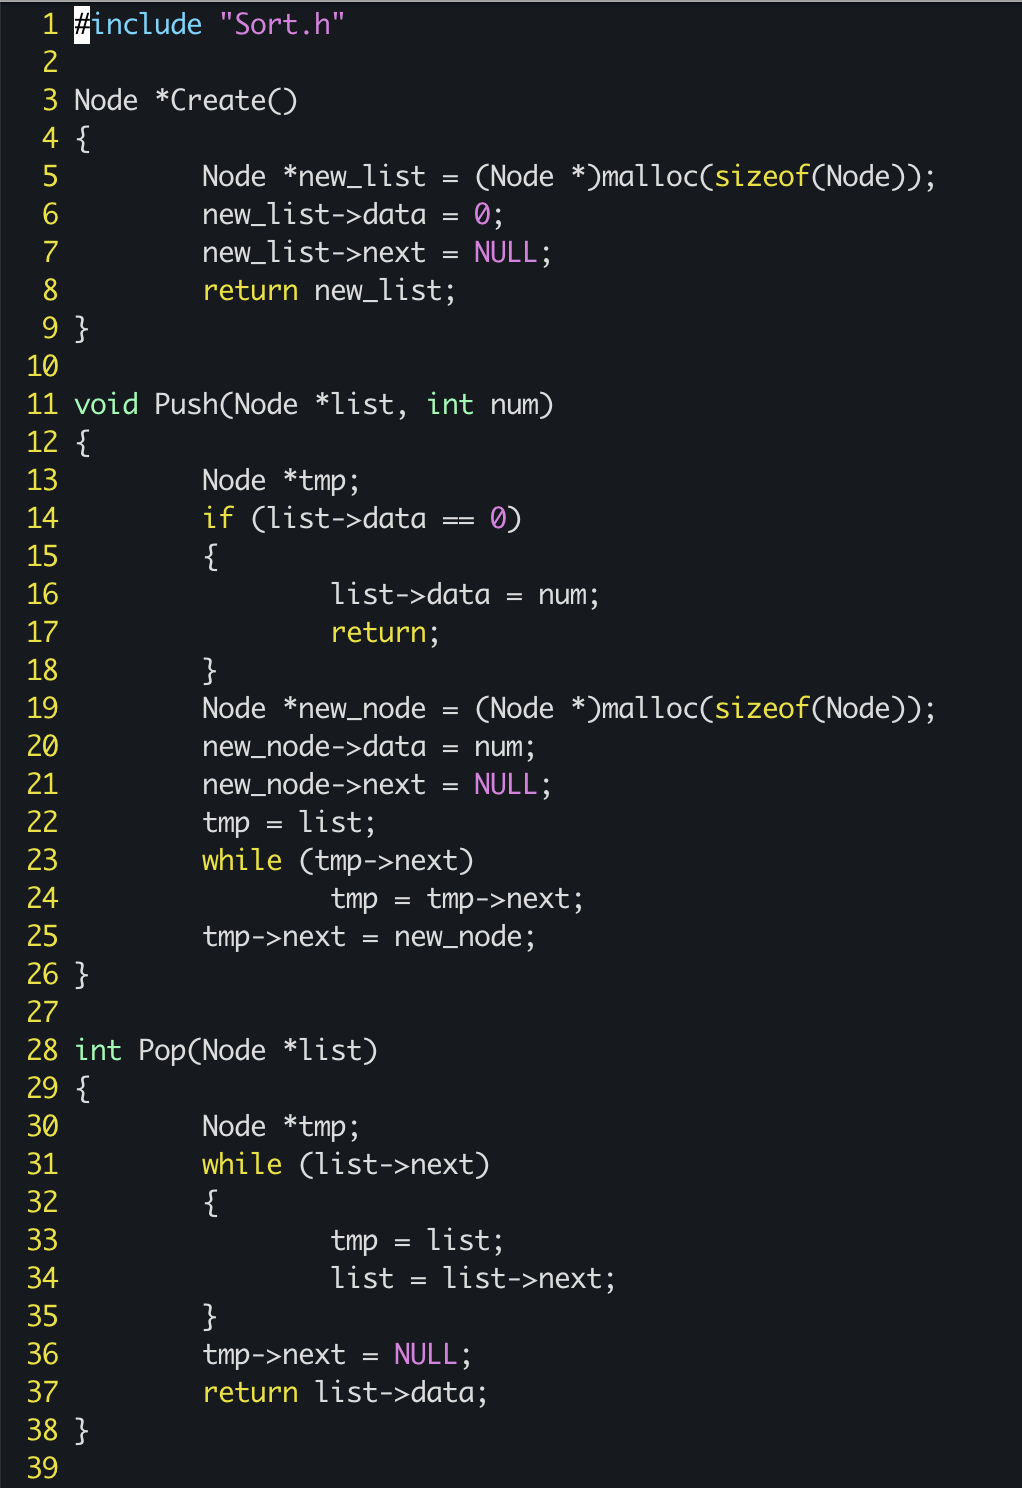 1 #include "Sort.h"
2
3 Node *Create()
4 {
5         Node *new_list = (Node *)malloc(sizeof(Node));
6         new_list->data = 0;
7         new_list->next = NULL;
8         return new_list;
9 }
10
11 void Push(Node *list, int num)
12 {
13         Node *tmp;
14         if (list->data == 0)
15         {
16                 list->data = num;
17                 return;
18         }
19         Node *new_node = (Node *)malloc(sizeof(Node));
20         new_node->data = num;
21         new_node->next = NULL;
22         tmp = list;
23         while (tmp->next)
24                 tmp = tmp->next;
25         tmp->next = new_node;
26 }
27
28 int Pop(Node *list)
29 {
30         Node *tmp;
31         while (list->next)
32         {
33                 tmp = list;
34                 list = list->next;
35         }
36         tmp->next = NULL;
37         return list->data;
38 }
39